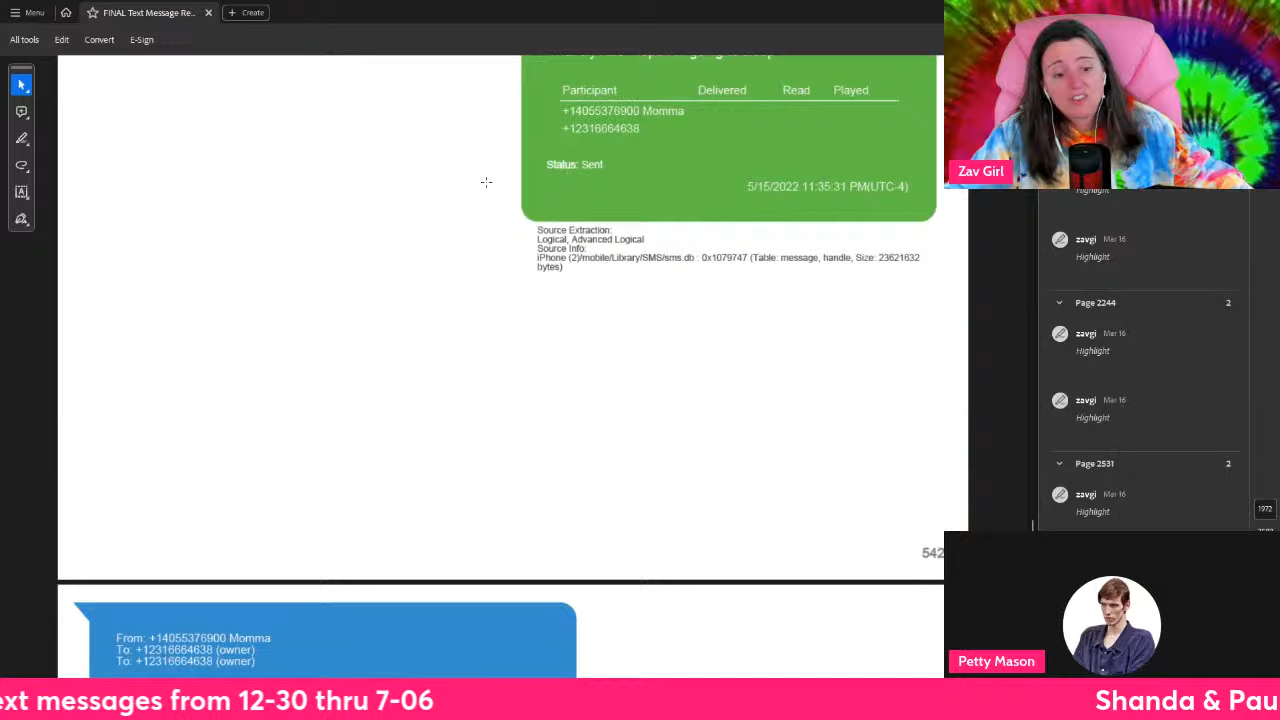 Menu
FINAL Text Message Re...
Create
All tools
Edit
Convert
E-Sign
Participant Delivered Read Played
+14055376900 Momma
+12316664638
Status: Sent
5/15/2022 11:35:31 PM(UTC-4)
Source Extraction:
Logical, Advanced Logical
Source Info:
iPhone (2)/mobile/Library/SMS/sms.db : 0x1079747 (Table: message, handle, Size: 23621632
bytes)
542
From: +14055376900 Momma
To: +12316664638 (owner)
To: +12316664638 (owner)
Zav Girl
Highlight
zavgi Mar 16
Highlight
Page 2244 2
zavgi Mar 16
Highlight
zavgi Mar 16
Highlight
Page 2531 2
zavgi Mar 16
Highlight
1972
Petty Mason
ext messages from 12-30 thru 7-06
Shanda & Pau